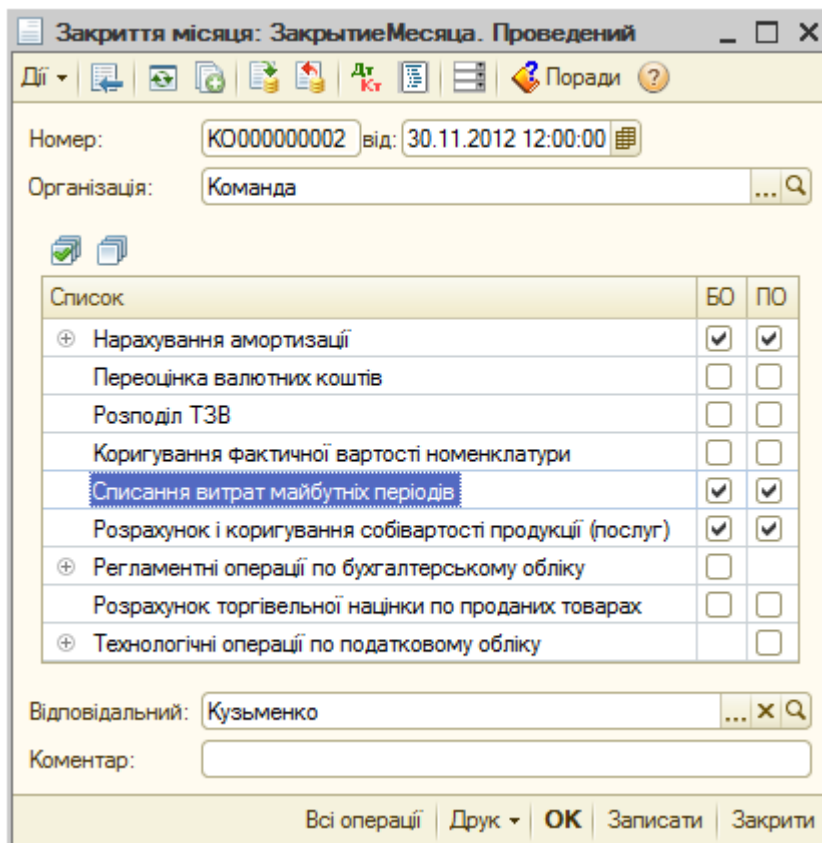 Закриття місяця: ЗакрытиеМесяца. Проведений
Дії Дт Кт Поради ?
Номер: КО000000002 від: 30.11.2012 12:00:00
Організація: Команда ...
Список БО ПО
Нарахування амортизації
Переоцінка валютних коштів
Розподіл ТЗВ
Коригування фактичної вартості номенклатури
Списання витрат майбутніх періодів
Розрахунок і коригування собівартості продукції (послуг)
Регламентні операції по бухгалтерському обліку
Розрахунок торгівельної націнки по проданих товарах
Технологічні операції по податковому обліку
Відповідальний: Кузьменко ...
Коментар:
Всі операції Друк OK Записати Закрити